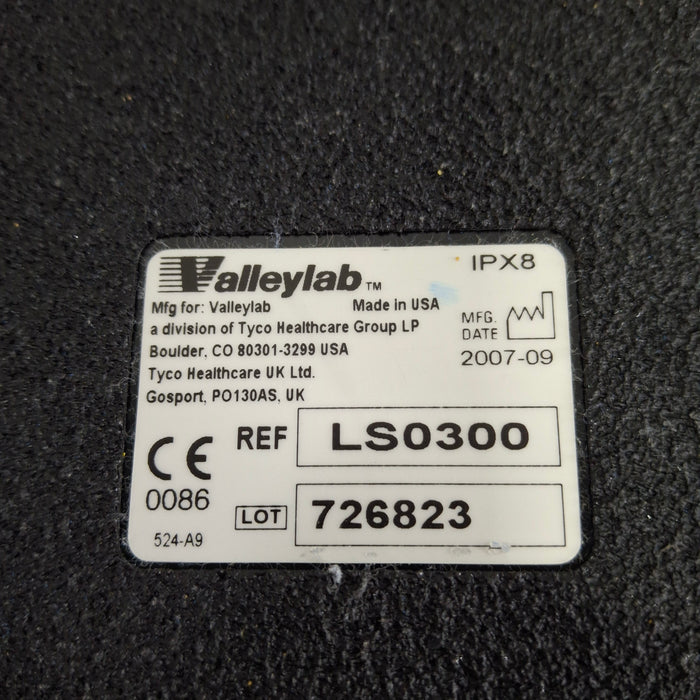 Valleylab™
IPX8
Mfg for: Valleylab Made in USA
a division of Tyco Healthcare Group LP
Boulder, CO 80301-3299 USA
Tyco Healthcare UK Ltd.
Gosport, PO130AS, UK
MFG.
DATE
2007-09
CE
0086
524-A9
REF LS0300
LOT 726823